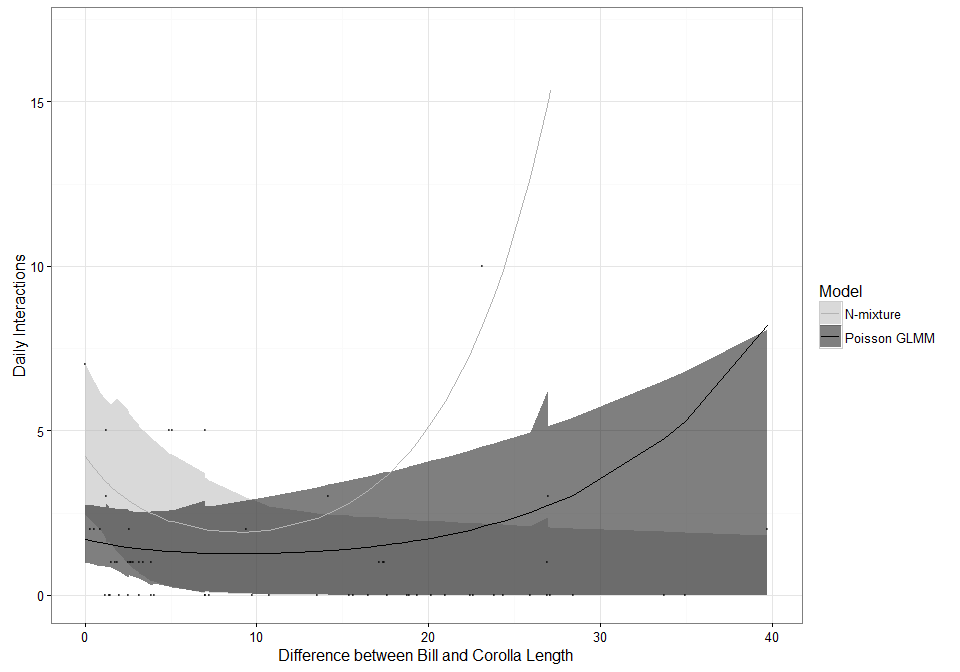 15
10
5
0
Daily Interactions
0
10
20
30
40
Difference between Bill and Corolla Length
Model
N-mixture
Poisson GLMM